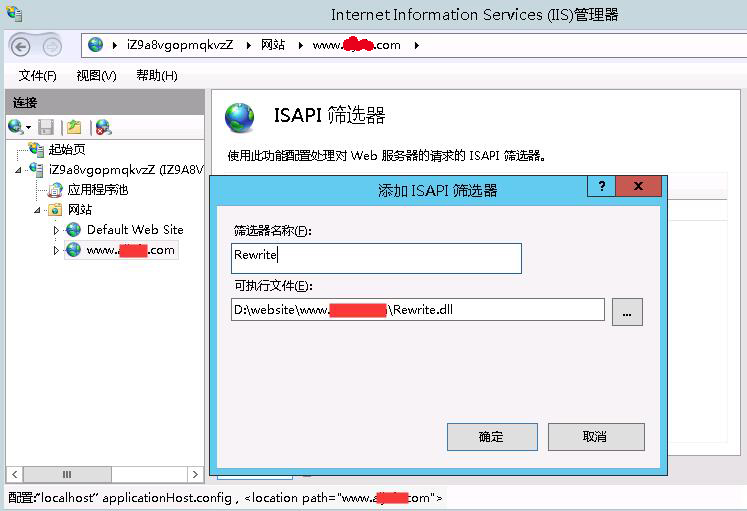 Internet Information Services (IIS)管理器
iZ9a8vgopmqkvzZ 网站 www. .com
文件(F) 视图(V) 帮助(H)
连接
起始页
iZ9a8vgopmqkvzZ (IZ9A8V
应用程序池
网站
Default Web Site
www. .com
ISAPI 筛选器
使用此功能配置处理对 Web 服务器的请求的 ISAPI 筛选器。
添加 ISAPI 筛选器
? x
筛选器名称(F):
Rewrite
可执行文件(E):
D:\website\www. \Rewrite.dll
...
确定 取消
配置:"localhost" applicationHost.config , <location path="www. .com">